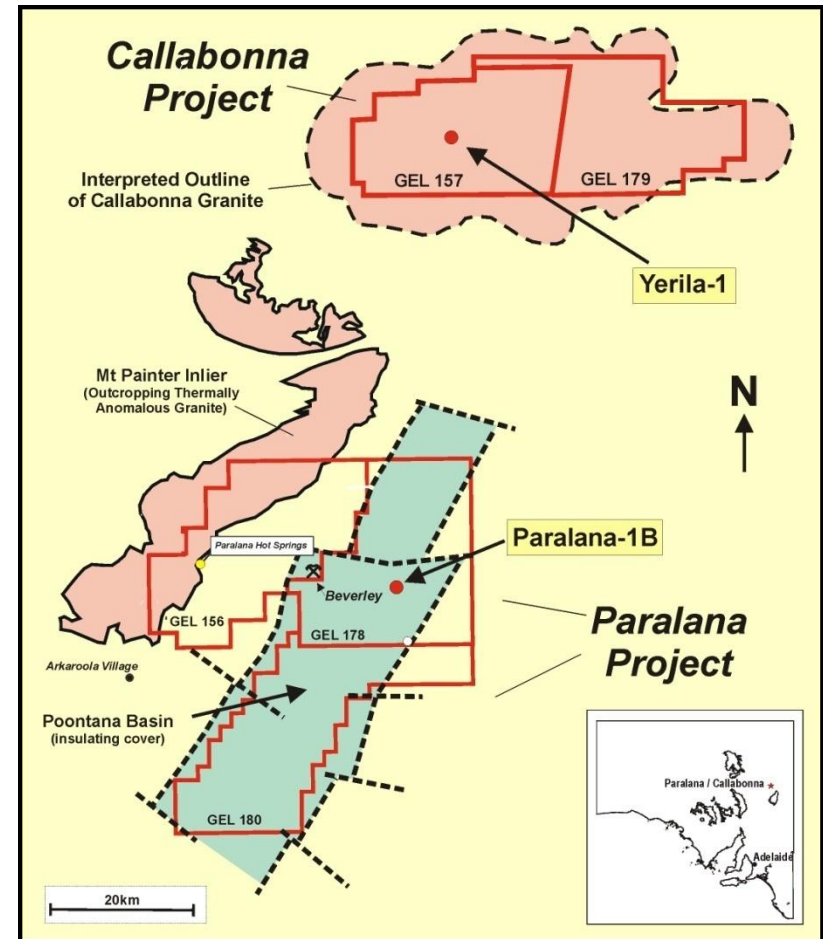 Callabonna
Project
Interpreted Outline
of Callabonna Granite
GEL 157
GEL 179
Yerila-1
Mt Painter Inlier
(Outcropping Thermally
Anomalous Granite)
N
Paralana Hot Springs
Paralana-1B
Beverley
GEL 156
GEL 178
Paralana
Project
Arkaroola Village
Poontana Basin
(insulating cover)
GEL 180
20km
Paralana / Callabonna
Adelaide